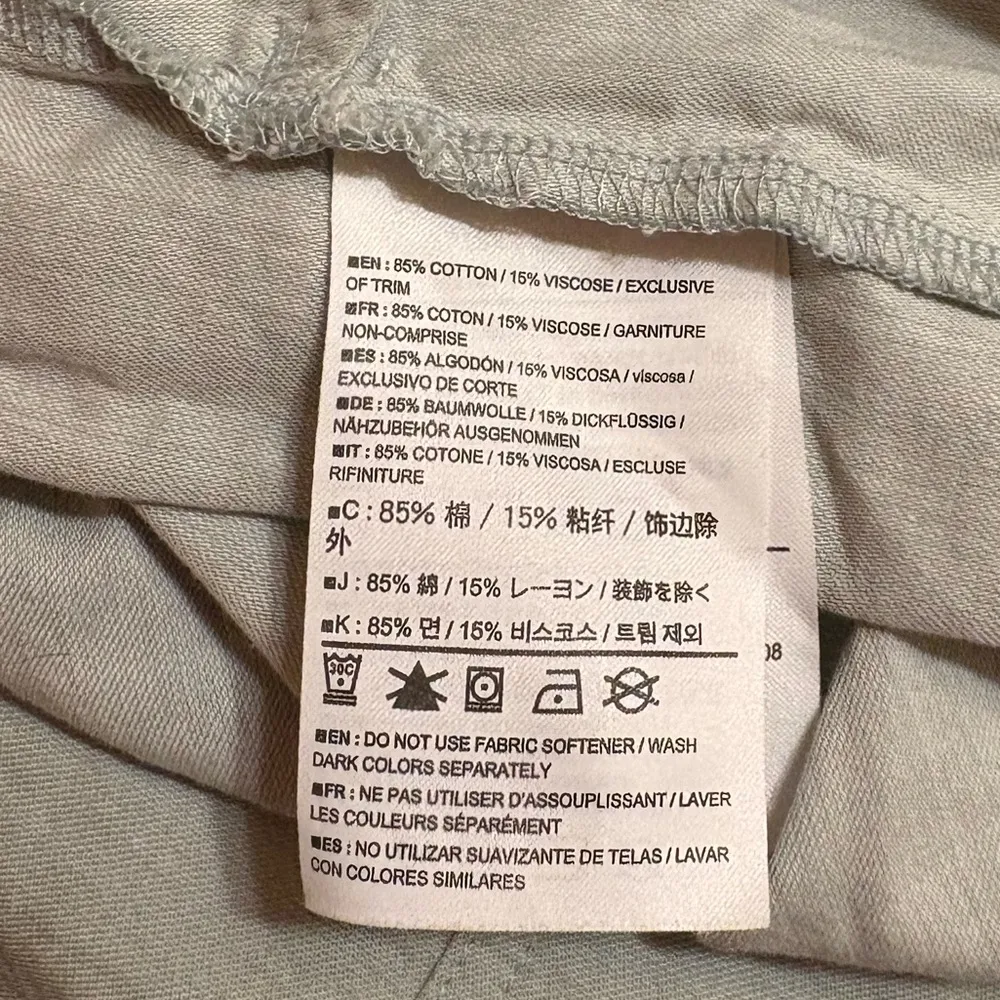 EN : 85% COTTON / 15% VISCOSE / EXCLUSIVE
OF TRIM
FR : 85% COTON / 15% VISCOSE / GARNITURE
NON-COMPRISE
ES : 85% ALGODÓN / 15% VISCOSA / viscosa /
EXCLUSIVO DE CORTE
DE : 85% BAUMWOLLE / 15% DICKFLÜSSIG /
NÄHZUBEHÖR AUSGENOMMEN
IT : 85% COTONE / 15% VISCOSA / ESCLUSE
RIFINITURE
C : 85% 棉 / 15% 粘纤 / 饰边除
外
J : 85% 綿 / 15% レーヨン / 装飾を除く
K : 85% 면 / 15% 비스코스 / 트림 제외
08
30C
EN : DO NOT USE FABRIC SOFTENER / WASH
DARK COLORS SEPARATELY
FR : NE PAS UTILISER D'ASSOUPLISSANT / LAVER
LES COULEURS SÉPARÉMENT
ES : NO UTILIZAR SUAVIZANTE DE TELAS / LAVAR
CON COLORES SIMILARES